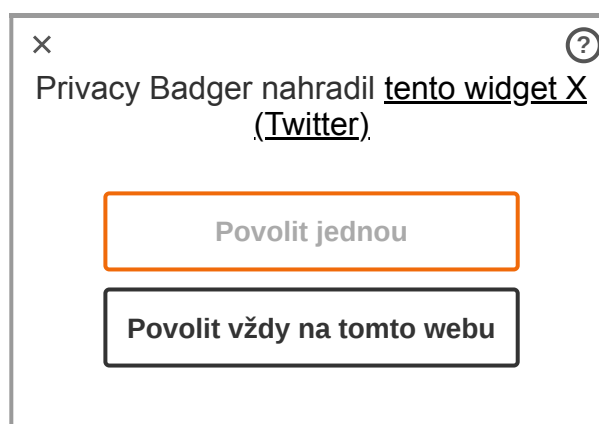 Privacy Badger nahradil tento widget X
(Twitter)
Povolit jednou
Povolit vždy na tomto webu